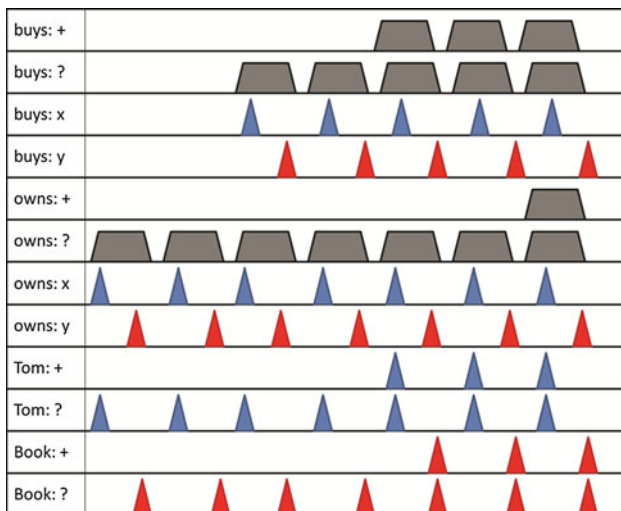 buys: +
buys: ?
buys: x
buys: y
owns: +
owns: ?
owns: x
owns: y
Tom: +
Tom: ?
Book: +
Book: ?